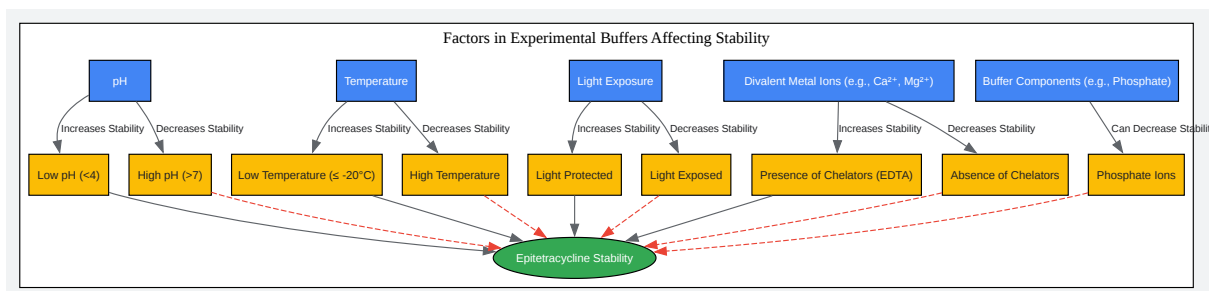 Factors in Experimental Buffers Affecting Stability
pH
Temperature
Light Exposure
Divalent Metal Ions (e.g., Ca²⁺, Mg²⁺)
Buffer Components (e.g., Phosphate)
Increases Stability
Decreases Stability
Increases Stability
Decreases Stability
Increases Stability
Decreases Stability
Increases Stability
Decreases Stability
Can Decrease Stabilit
Low pH (<4)
High pH (>7)
Low Temperature (≤ -20°C)
High Temperature
Light Protected
Light Exposed
Presence of Chelators (EDTA)
Absence of Chelators
Phosphate Ions
Epitetracycline Stability